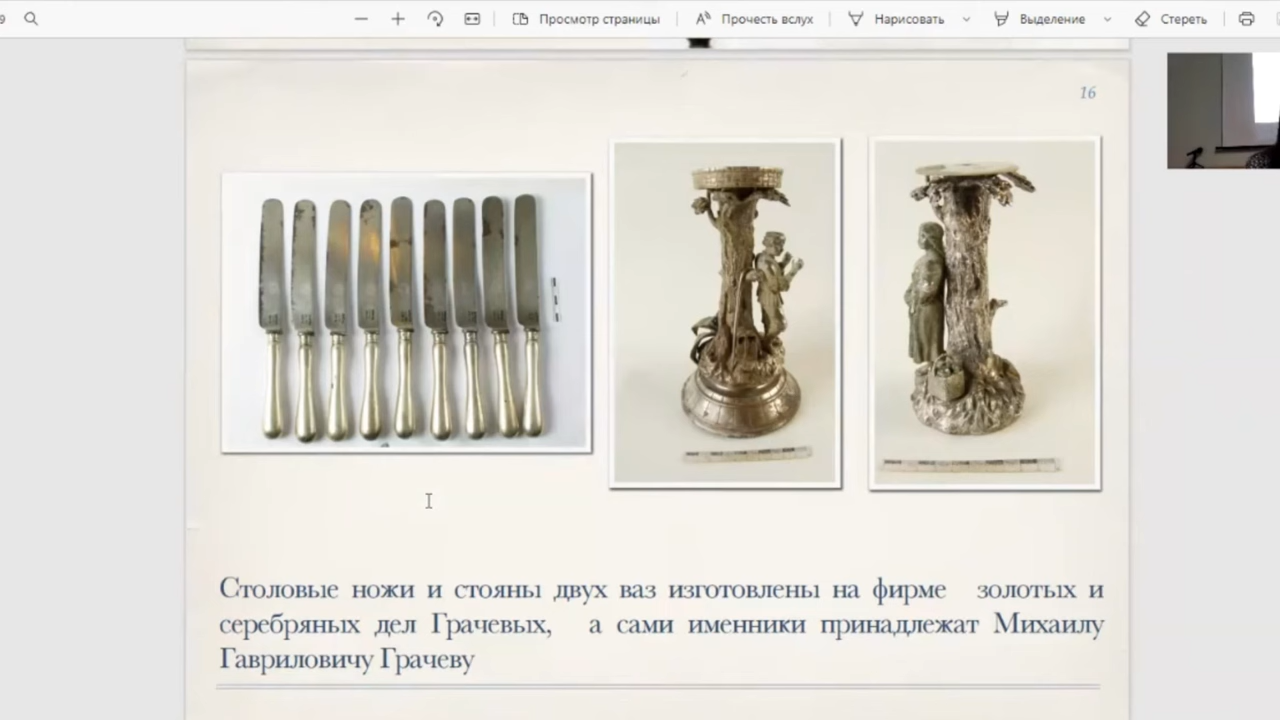 9 Просмотр страницы Прочесть вслух Нарисовать Выделение Стереть
16
Столовые ножи и стояны двух ваз изготовлены на фирме золотых и
серебряных дел Грачевых, а сами именники принадлежат Михаилу
Гавриловичу Грачеву